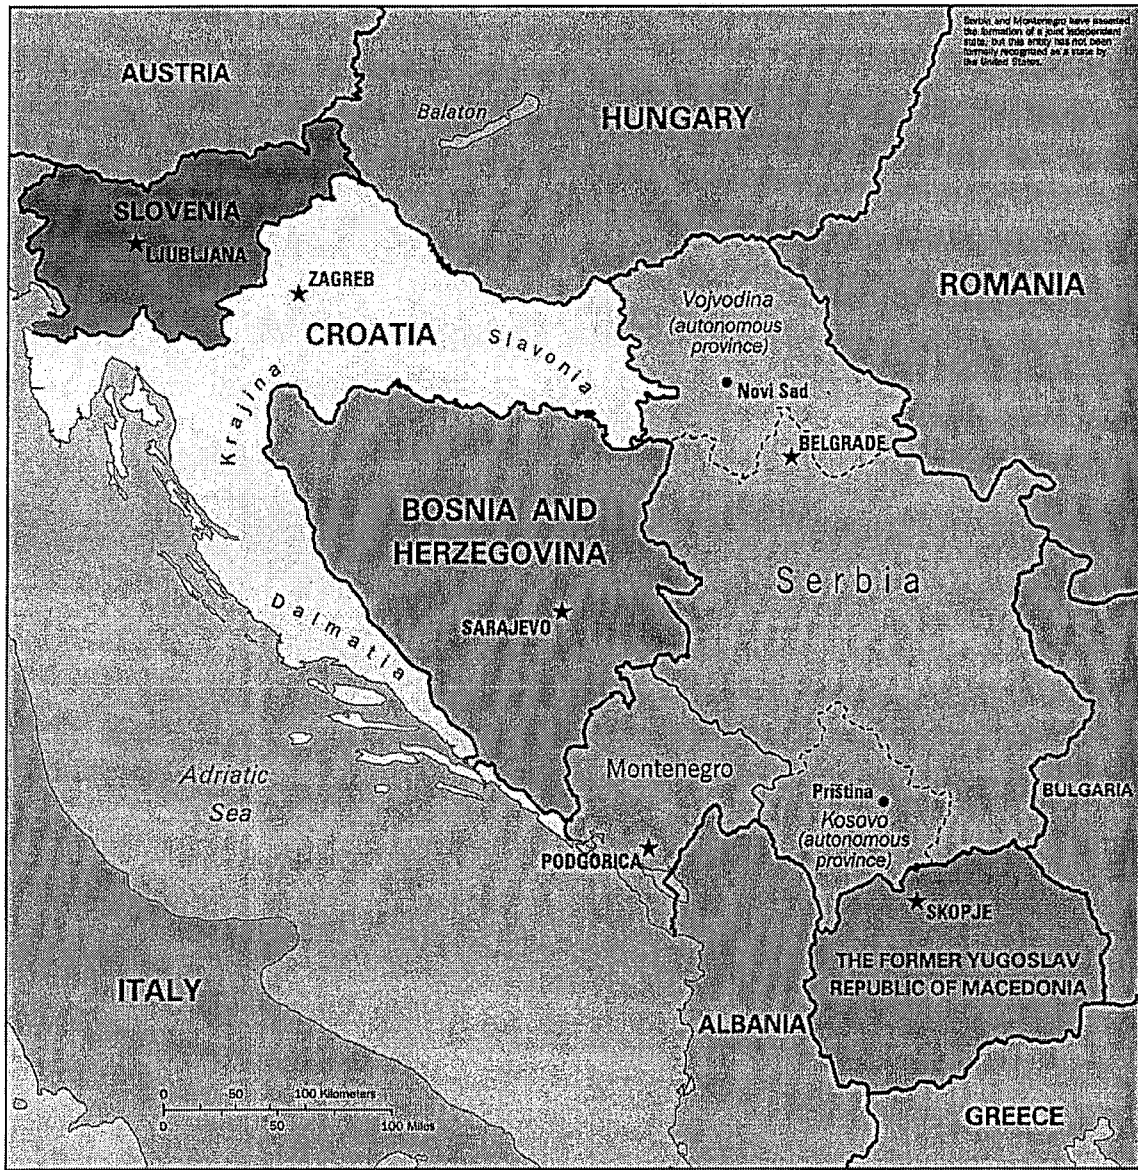 Serbia and Montenegro have asserted
the formation of a joint independent
state, but this entity has not been
formally recognized as a state by
the United States.
AUSTRIA
HUNGARY
Balaton
SLOVENIA
LJUBLJANA
ZAGREB
CROATIA
Slavonia
Krajina
Vojvodina
(autonomous
province)
Novi Sad
BELGRADE
ROMANIA
BOSNIA AND
HERZEGOVINA
SARAJEVO
Serbia
Dalmatia
Adriatic
Sea
Montenegro
PODGORICA
Priština
Kosovo
(autonomous
province)
BULGARIA
SKOPJE
THE FORMER YUGOSLAV
REPUBLIC OF MACEDONIA
ITALY
ALBANIA
GREECE
0 50 100 Kilometers
0 50 100 Miles